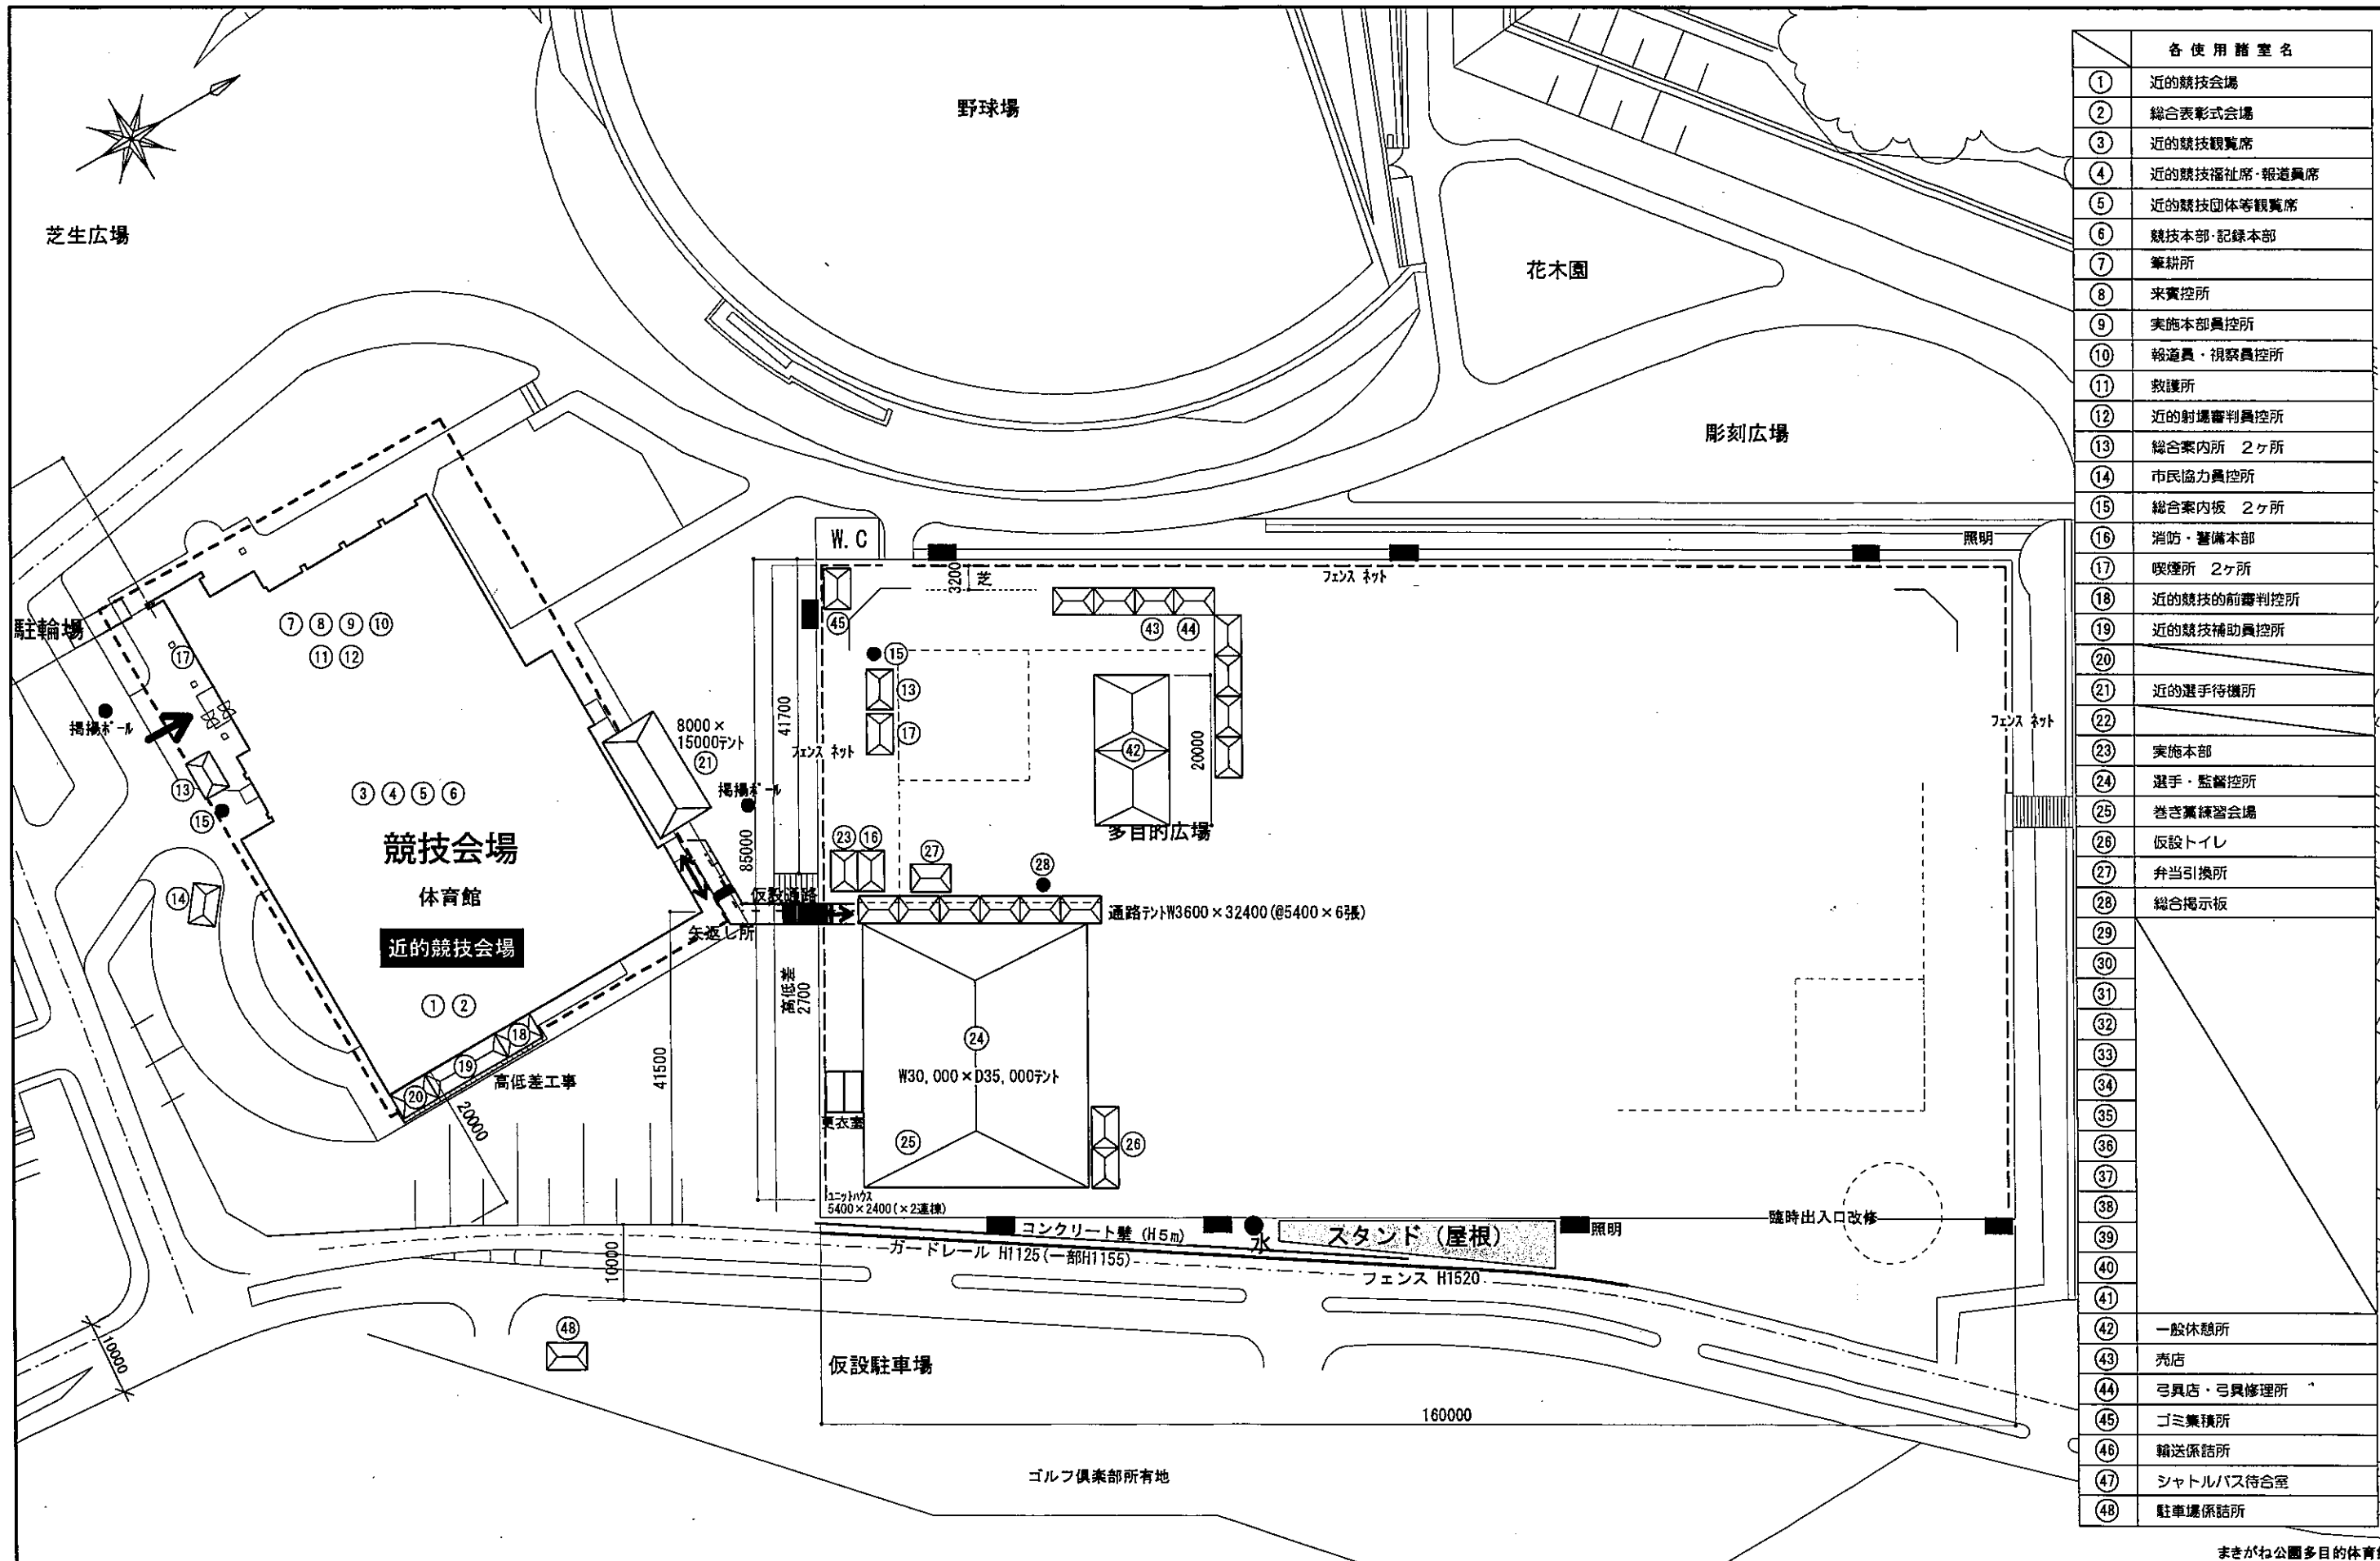 野球場
芝生広場
花木園
彫刻広場
W.C
照明
3200
芝
フェンス ネット
駐輪場
⑦ ⑧ ⑨ ⑩
⑪ ⑫
⑰
㊺
㊸ ㊹
⑮
⑬
⑰
掲揚ポール
8000×
15000テント
㉑
41700
フェンス ネット
㊷
20000
フェンス ネット
⑬
③ ④ ⑤ ⑥
掲揚ポール
⑮
競技会場
85000
多目的広場
㉓ ⑯
㉗
㉘
体育館
⑭
仮設通路
通路テントW3600×32400(@5400×6張)
矢返し所
近的競技会場
高低差
2700
① ②
⑱
⑲
⑳
高低差工事
20000
41500
㉔
W30,000×D35,000テント
更衣室
㉕
㉖
ユニットハウス
5400×2400(×2連棟)
コンクリート壁 (H5m)
水
スタンド (屋根)
照明
臨時出入口改修
ガードレール H1125(一部H1155)
フェンス H1520
10000
10000
㊽
仮設駐車場
160000
ゴルフ倶楽部所有地
各使用諸室名
① 近的競技会場
② 総合表彰式会場
③ 近的競技観覧席
④ 近的競技福祉席・報道員席
⑤ 近的競技団体等観覧席
⑥ 競技本部・記録本部
⑦ 筆耕所
⑧ 来賓控所
⑨ 実施本部員控所
⑩ 報道員・視察員控所
⑪ 救護所
⑫ 近的射場審判員控所
⑬ 総合案内所 2ヶ所
⑭ 市民協力員控所
⑮ 総合案内板 2ヶ所
⑯ 消防・警備本部
⑰ 喫煙所 2ヶ所
⑱ 近的競技的前審判控所
⑲ 近的競技補助員控所
⑳
㉑ 近的選手待機所
㉒
㉓ 実施本部
㉔ 選手・監督控所
㉕ 巻き藁練習会場
㉖ 仮設トイレ
㉗ 弁当引換所
㉘ 総合掲示板
㉙
㉚
㉛
㉜
㉝
㉞
㉟
㊱
㊲
㊳
㊴
㊵
㊶
㊷ 一般休憩所
㊸ 売店
㊹ 弓具店・弓具修理所
㊺ ゴミ集積所
㊻ 輸送係詰所
㊼ シャトルバス待合室
㊽ 駐車場係詰所
まきがね公園多目的体育